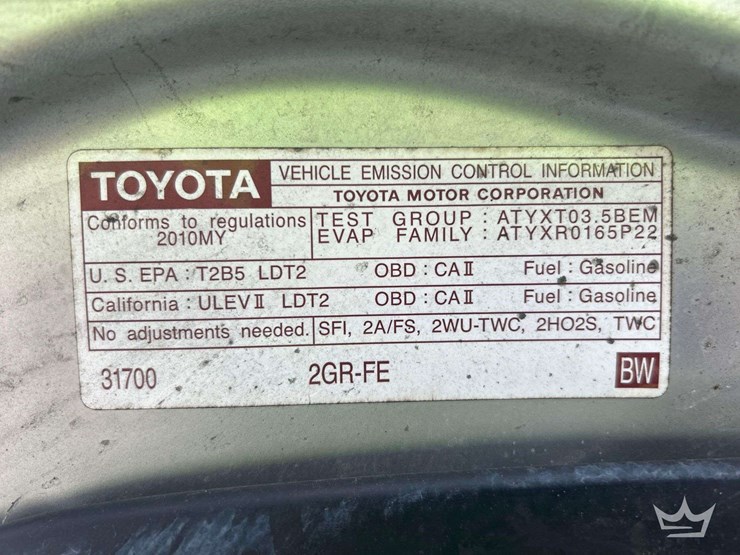 TOYOTA VEHICLE EMISSION CONTROL INFORMATION
TOYOTA MOTOR CORPORATION
Conforms to regulations TEST GROUP : ATYXT03.5BEM
2010MY EVAP FAMILY : ATYXR0165P22
U. S. EPA : T2B5 LDT2 OBD : CAⅡ Fuel : Gasoline
California : ULEVⅡ LDT2 OBD : CAⅡ Fuel : Gasoline
No adjustments needed. SFI, 2A/FS, 2WU-TWC, 2HO2S, TWC
31700 2GR-FE BW